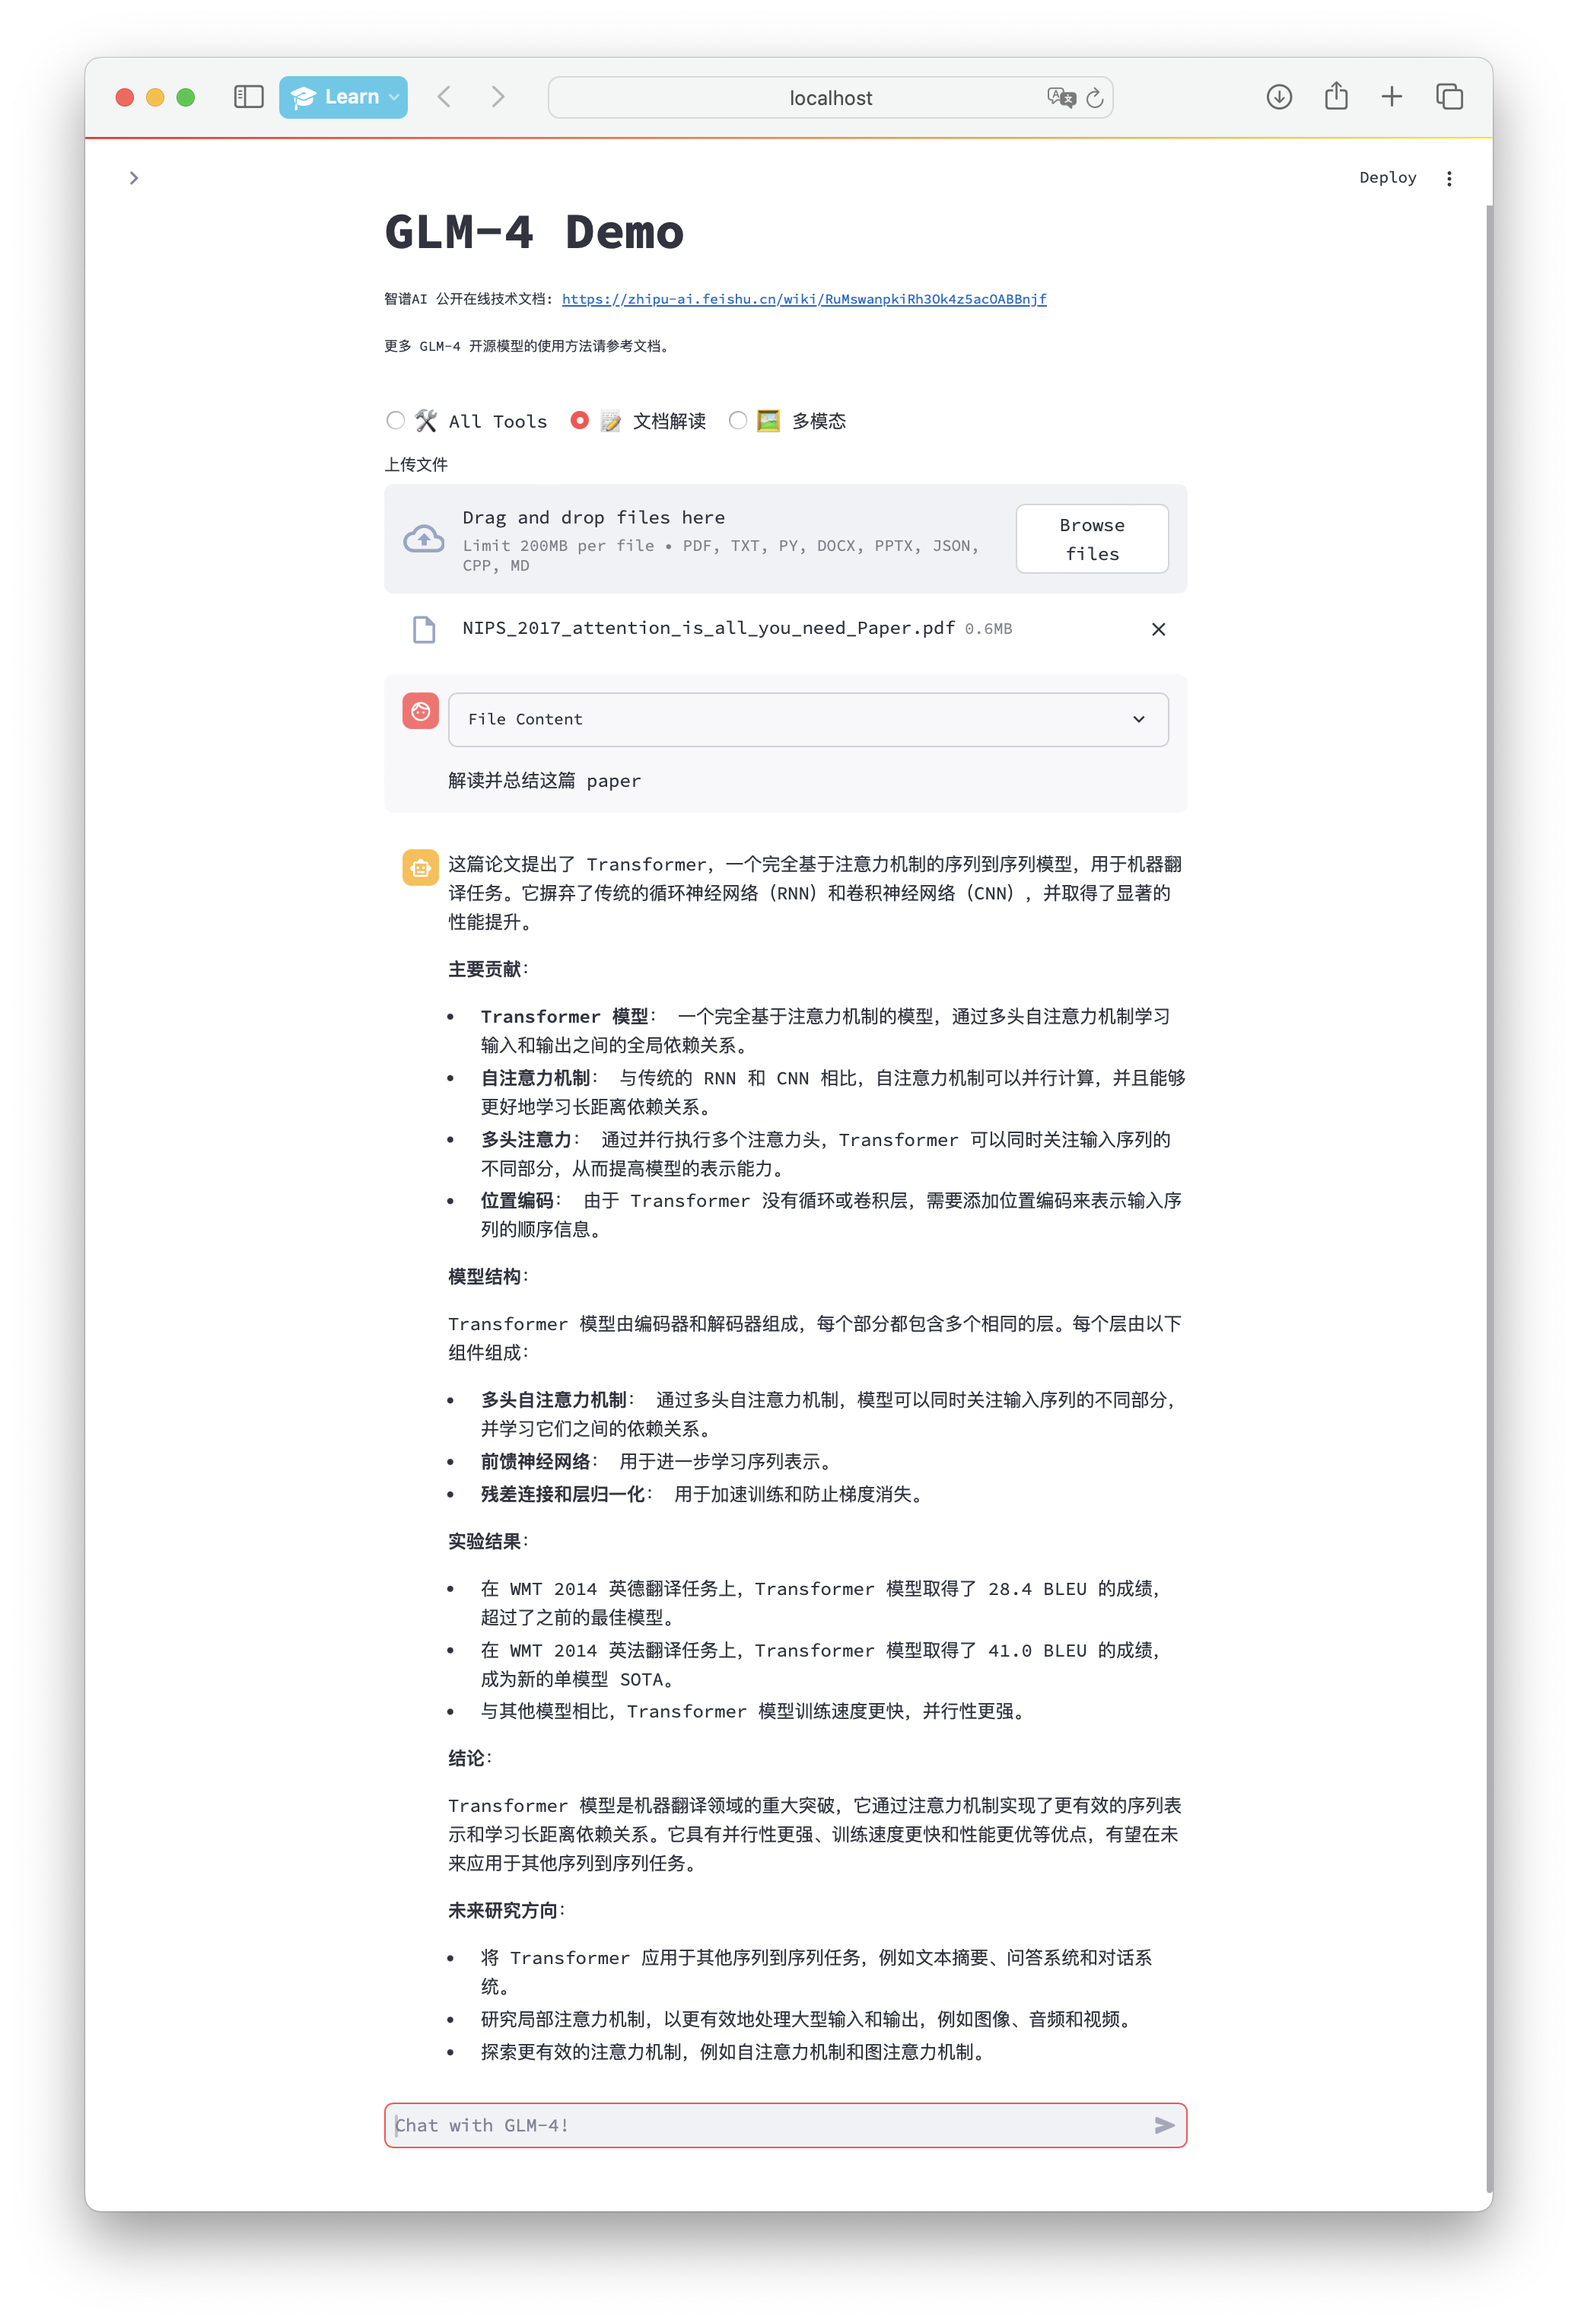 Learn
localhost
Deploy
GLM-4 Demo
智谱AI 公开在线技术文档: https://zhipu-ai.feishu.cn/wiki/RuMswanpkiRh3Ok4z5acOABBnjf
更多 GLM-4 开源模型的使用方法请参考文档。
🛠️ All Tools 📝 文档解读 🖼️ 多模态
上传文件
Drag and drop files here
Limit 200MB per file • PDF, TXT, PY, DOCX, PPTX, JSON,
CPP, MD
Browse
files
NIPS_2017_attention_is_all_you_need_Paper.pdf 0.6MB
File Content
解读并总结这篇 paper
这篇论文提出了 Transformer，一个完全基于注意力机制的序列到序列模型，用于机器翻
译任务。它摒弃了传统的循环神经网络（RNN）和卷积神经网络（CNN），并取得了显著的
性能提升。
主要贡献：
• Transformer 模型： 一个完全基于注意力机制的模型，通过多头自注意力机制学习
输入和输出之间的全局依赖关系。
• 自注意力机制： 与传统的 RNN 和 CNN 相比，自注意力机制可以并行计算，并且能够
更好地学习长距离依赖关系。
• 多头注意力： 通过并行执行多个注意力头，Transformer 可以同时关注输入序列的
不同部分，从而提高模型的表示能力。
• 位置编码： 由于 Transformer 没有循环或卷积层，需要添加位置编码来表示输入序
列的顺序信息。
模型结构：
Transformer 模型由编码器和解码器组成，每个部分都包含多个相同的层。每个层由以下
组件组成：
• 多头自注意力机制： 通过多头自注意力机制，模型可以同时关注输入序列的不同部分，
并学习它们之间的依赖关系。
• 前馈神经网络： 用于进一步学习序列表示。
• 残差连接和层归一化： 用于加速训练和防止梯度消失。
实验结果：
• 在 WMT 2014 英德翻译任务上，Transformer 模型取得了 28.4 BLEU 的成绩，
超过了之前的最佳模型。
• 在 WMT 2014 英法翻译任务上，Transformer 模型取得了 41.0 BLEU 的成绩，
成为新的单模型 SOTA。
• 与其他模型相比，Transformer 模型训练速度更快，并行性更强。
结论：
Transformer 模型是机器翻译领域的重大突破，它通过注意力机制实现了更有效的序列表
示和学习长距离依赖关系。它具有并行性更强、训练速度更快和性能更优等优点，有望在未
来应用于其他序列到序列任务。
未来研究方向：
• 将 Transformer 应用于其他序列到序列任务，例如文本摘要、问答系统和对话系
统。
• 研究局部注意力机制，以更有效地处理大型输入和输出，例如图像、音频和视频。
• 探索更有效的注意力机制，例如自注意力机制和图注意力机制。
Chat with GLM-4!